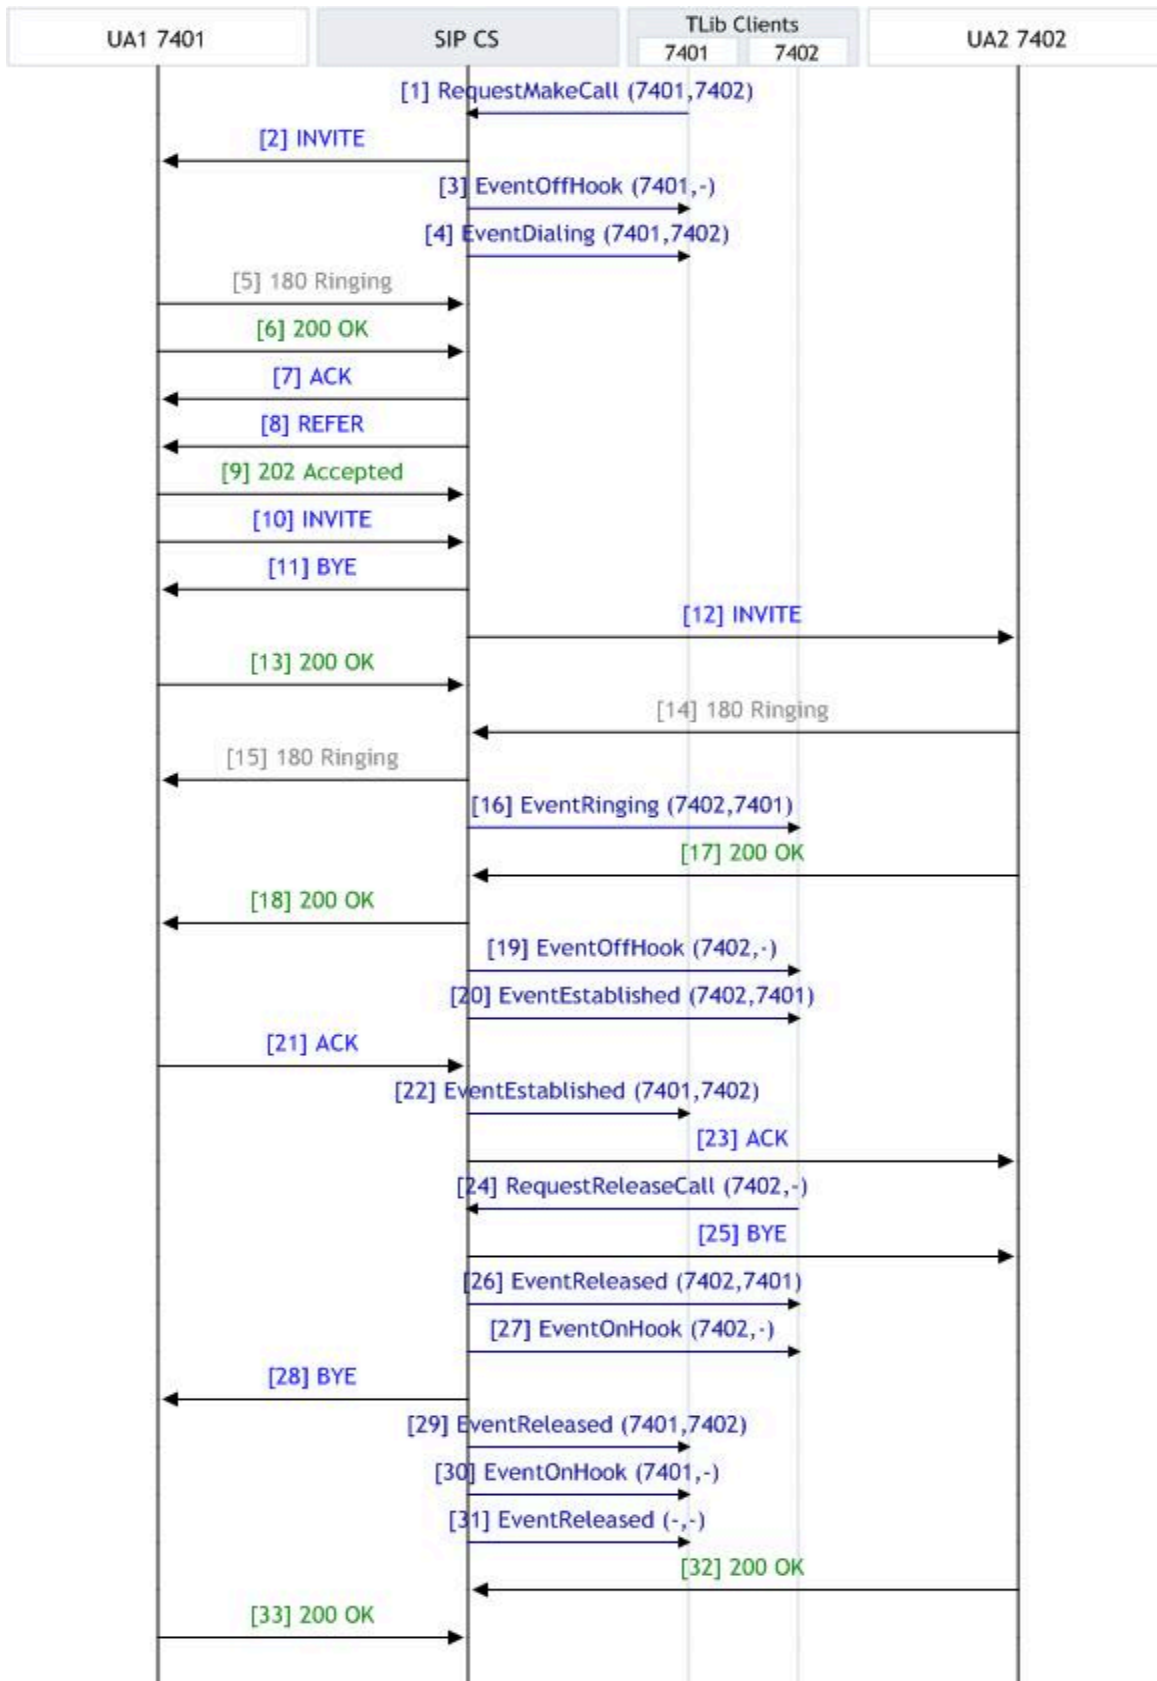 UA1 7401
SIP CS
TLib Clients
7401
7402
UA2 7402
[1] RequestMakeCall (7401,7402)
[2] INVITE
[3] EventOffHook (7401,-)
[4] EventDialing (7401,7402)
[5] 180 Ringing
[6] 200 OK
[7] ACK
[8] REFER
[9] 202 Accepted
[10] INVITE
[11] BYE
[12] INVITE
[13] 200 OK
[14] 180 Ringing
[15] 180 Ringing
[16] EventRinging (7402,7401)
[17] 200 OK
[18] 200 OK
[19] EventOffHook (7402,-)
[20] EventEstablished (7402,7401)
[21] ACK
[22] EventEstablished (7401,7402)
[23] ACK
[24] RequestReleaseCall (7402,-)
[25] BYE
[26] EventReleased (7402,7401)
[27] EventOnHook (7402,-)
[28] BYE
[29] EventReleased (7401,7402)
[30] EventOnHook (7401,-)
[31] EventReleased (-,-)
[32] 200 OK
[33] 200 OK